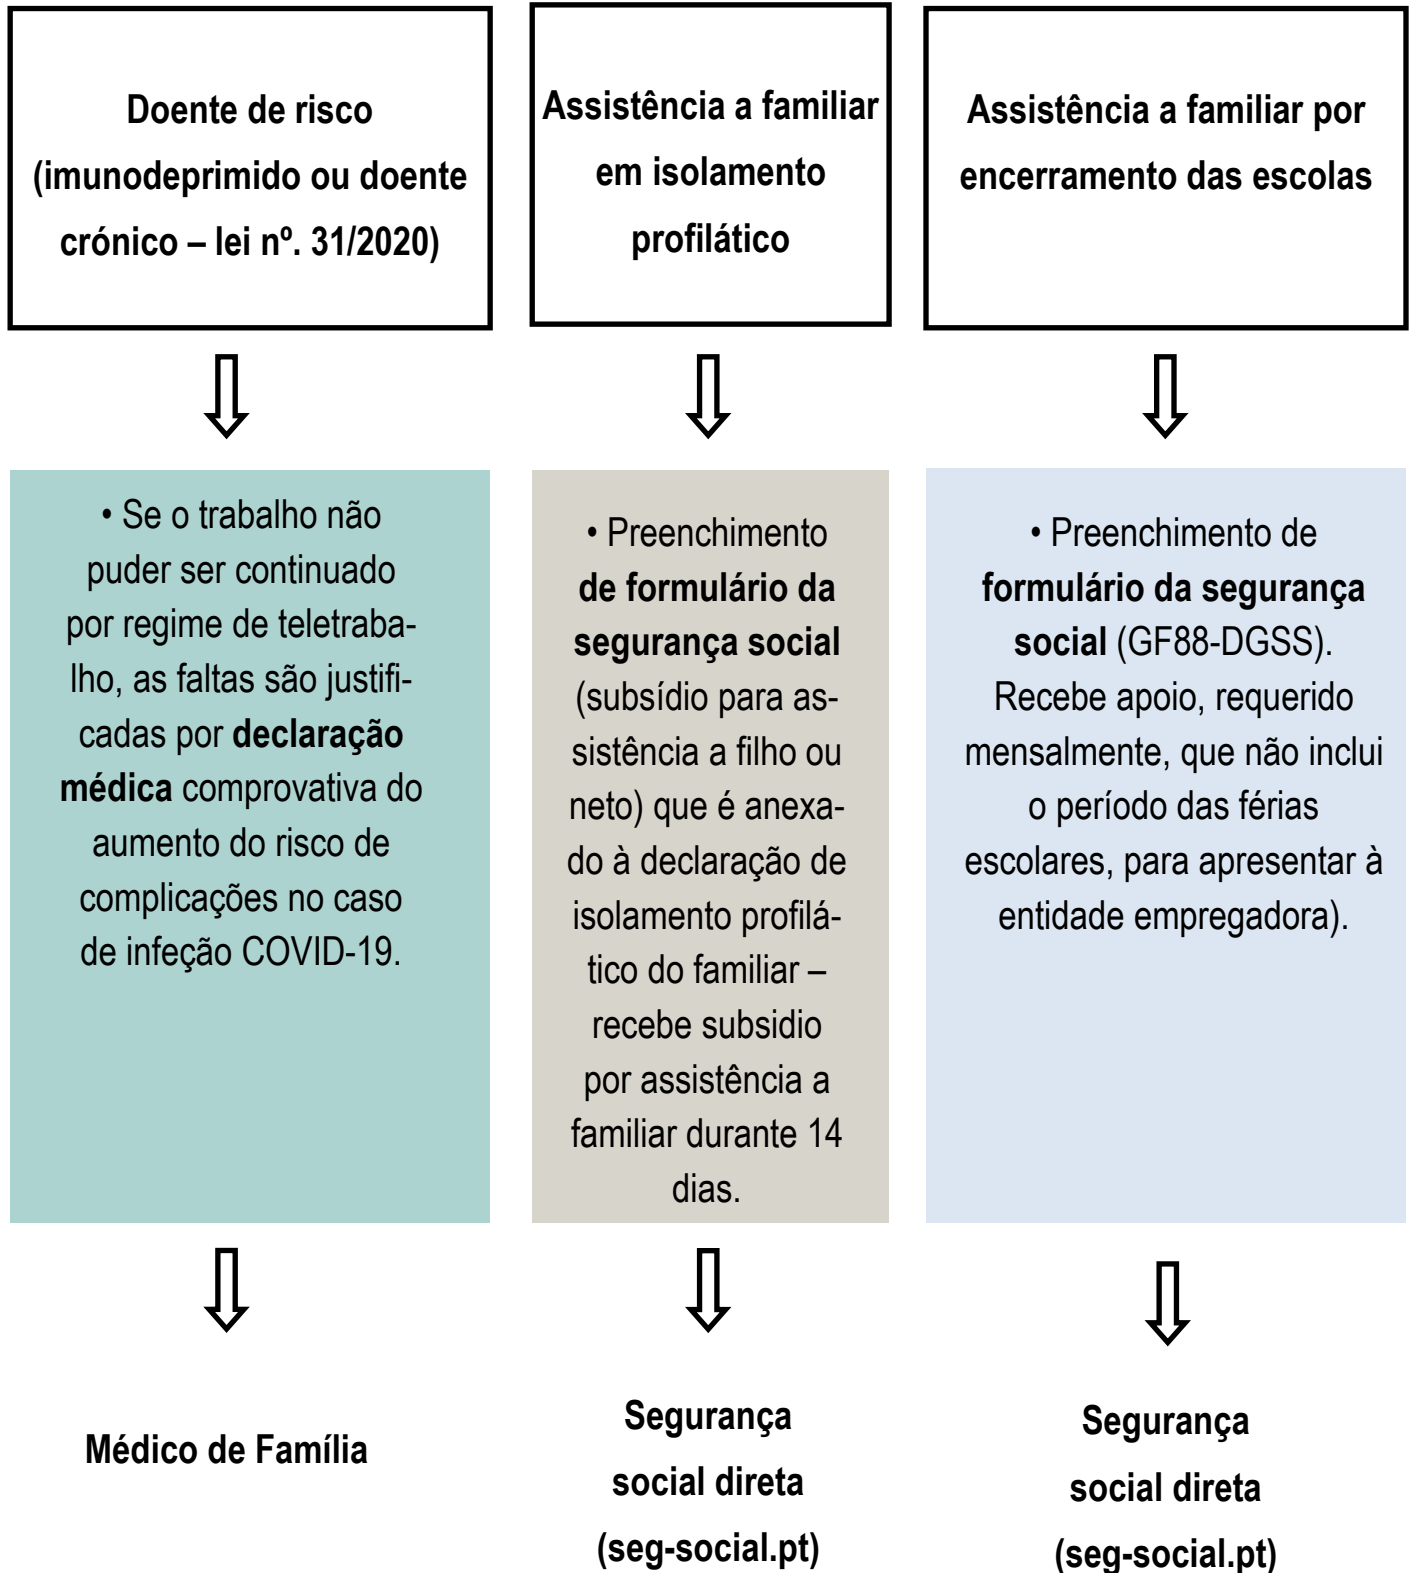 Doente de risco
(imunodeprimido ou doente
crónico – lei nº. 31/2020)
• Se o trabalho não
puder ser continuado
por regime de teletraba-
lho, as faltas são justifi-
cadas por declaração
médica comprovativa do
aumento do risco de
complicações no caso
de infeção COVID-19.
Médico de Família
Assistência a familiar
em isolamento
profilático
• Preenchimento
de formulário da
segurança social
(subsídio para as-
sistência a filho ou
neto) que é anexa-
do à declaração de
isolamento profilá-
tico do familiar –
recebe subsidio
por assistência a
familiar durante 14
dias.
Segurança
social direta
(seg-social.pt)
Assistência a familiar por
encerramento das escolas
• Preenchimento de
formulário da segurança
social (GF88-DGSS).
Recebe apoio, requerido
mensalmente, que não inclui
o período das férias
escolares, para apresentar à
entidade empregadora).
Segurança
social direta
(seg-social.pt)